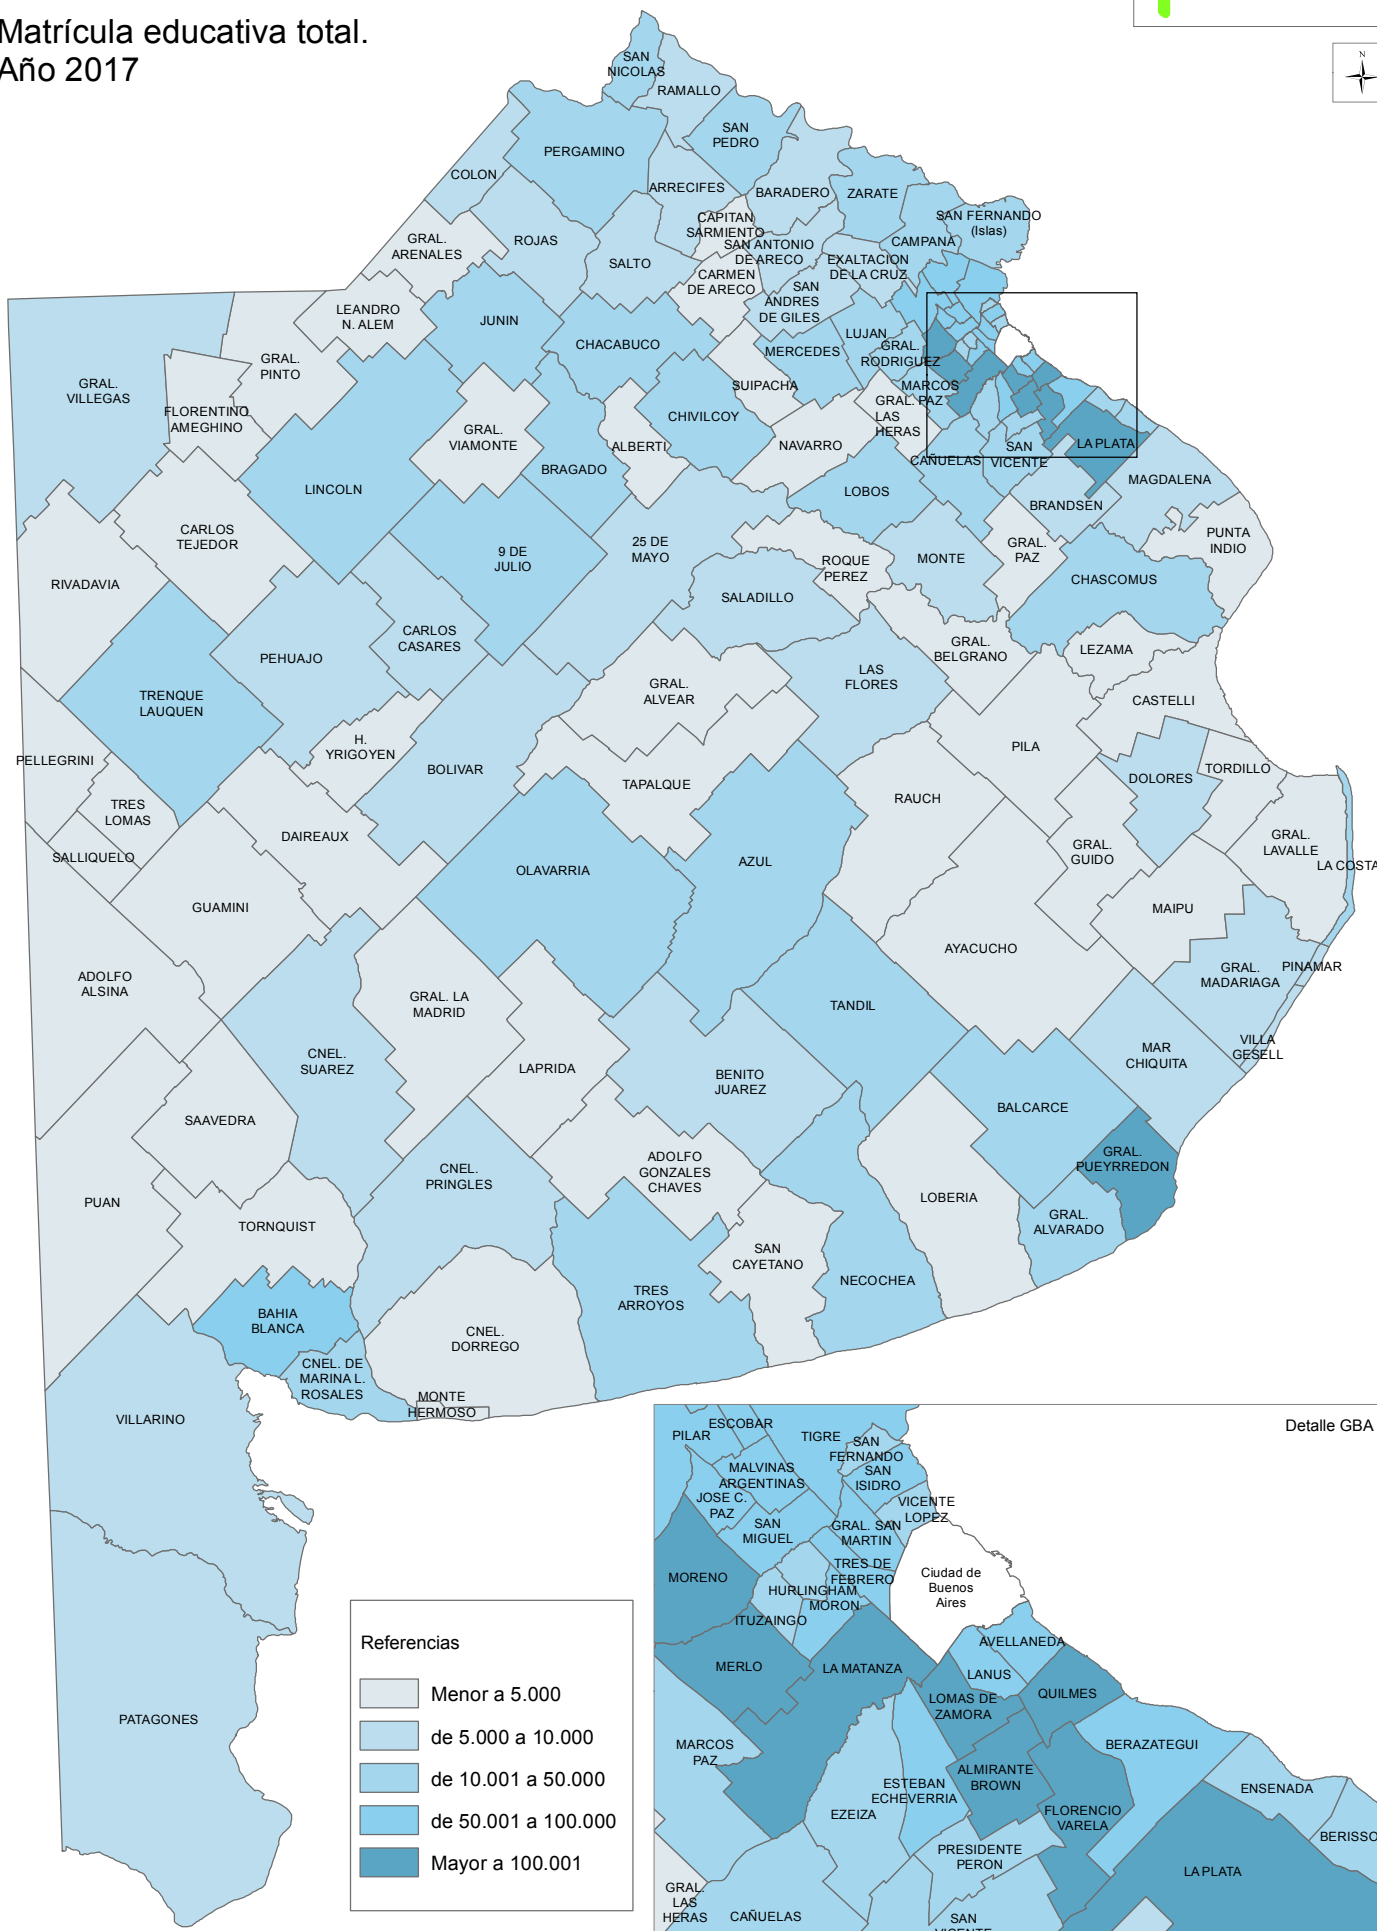 Matrícula educativa total.
Año 2017
N
SAN
NICOLAS
RAMALLO
SAN
PEDRO
PERGAMINO
COLON
ARRECIFES
BARADERO
ZARATE
CAPITAN
SARMIENTO
SAN FERNANDO
(Islas)
CAMPANA
GRAL.
ARENALES
ROJAS
SALTO
SAN ANTONIO
DE ARECO
CARMEN
DE ARECO
EXALTACION
DE LA CRUZ
SAN
ANDRES
DE GILES
LEANDRO
N. ALEM
JUNIN
CHACABUCO
MERCEDES
LUJAN
GRAL.
RODRIGUEZ
GRAL.
VILLEGAS
GRAL.
PINTO
FLORENTINO
AMEGHINO
SUIPACHA
MARCOS
PAZ
GRAL.
LAS
HERAS
CHIVILCOY
GRAL.
VIAMONTE
ALBERTI
NAVARRO
LA PLATA
SAN
VICENTE
CAÑUELAS
BRAGADO
LINCOLN
LOBOS
MAGDALENA
BRANDSEN
CARLOS
TEJEDOR
9 DE
JULIO
25 DE
MAYO
PUNTA
INDIO
ROQUE
PEREZ
MONTE
GRAL.
PAZ
RIVADAVIA
CHASCOMUS
SALADILLO
CARLOS
CASARES
PEHUAJO
GRAL.
BELGRANO
LEZAMA
TRENQUE
LAUQUEN
GRAL.
ALVEAR
LAS
FLORES
CASTELLI
H.
YRIGOYEN
PILA
PELLEGRINI
BOLIVAR
TAPALQUE
DOLORES
TORDILLO
RAUCH
TRES
LOMAS
DAIREAUX
GRAL.
GUIDO
GRAL.
LAVALLE
LA COSTA
SALLIQUELO
OLAVARRIA
AZUL
GUAMINI
MAIPU
AYACUCHO
ADOLFO
ALSINA
GRAL.
MADARIAGA
PINAMAR
GRAL. LA
MADRID
TANDIL
VILLA
GESELL
MAR
CHIQUITA
CNEL.
SUAREZ
LAPRIDA
BENITO
JUAREZ
BALCARCE
SAAVEDRA
GRAL.
PUEYRREDON
CNEL.
PRINGLES
ADOLFO
GONZALES
CHAVES
PUAN
LOBERIA
GRAL.
ALVARADO
TORNQUIST
SAN
CAYETANO
NECOCHEA
TRES
ARROYOS
BAHIA
BLANCA
CNEL.
DORREGO
CNEL. DE
MARINA L.
ROSALES
MONTE
HERMOSO
VILLARINO
PATAGONES
Referencias
Menor a 5.000
de 5.000 a 10.000
de 10.001 a 50.000
de 50.001 a 100.000
Mayor a 100.001
Detalle GBA
ESCOBAR
PILAR
TIGRE
SAN
FERNANDO
SAN
ISIDRO
MALVINAS
ARGENTINAS
JOSE C.
PAZ
VICENTE
LOPEZ
SAN
MIGUEL
GRAL. SAN
MARTIN
TRES DE
FEBRERO
MORENO
HURLINGHAM
MORON
ITUZAINGO
Ciudad de
Buenos
Aires
AVELLANEDA
MERLO
LA MATANZA
LANUS
QUILMES
LOMAS DE
ZAMORA
MARCOS
PAZ
BERAZATEGUI
ALMIRANTE
BROWN
ESTEBAN
ECHEVERRIA
ENSENADA
EZEIZA
FLORENCIO
VARELA
BERISSO
PRESIDENTE
PERON
LA PLATA
GRAL.
LAS
HERAS
CAÑUELAS
SAN
VICENTE